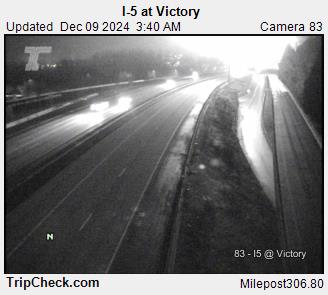 I-5 at Victory
Updated  Dec 09 2024  3:40 AM
Camera 83
T
N
83 - I5 @ Victory
TripCheck.com
Milepost306.80